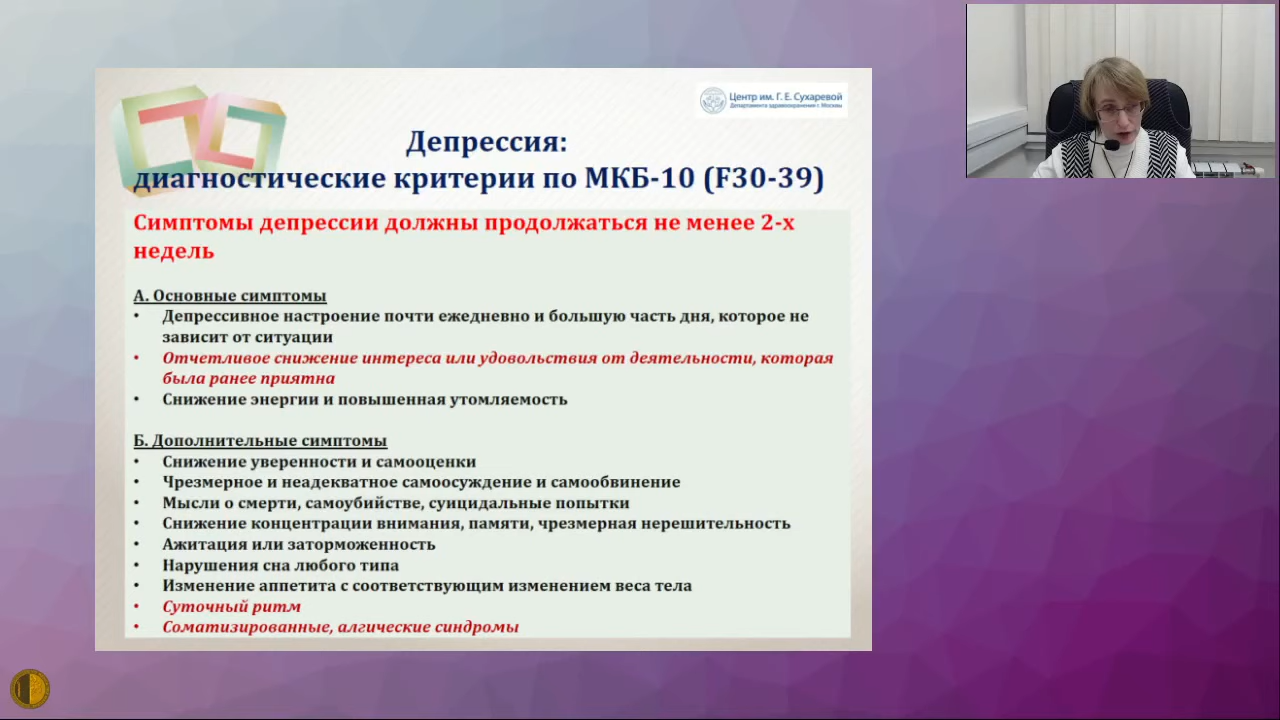 Центр им. Г. Е. Сухаревой
Департамента здравоохранения г. Москвы
Депрессия:
диагностические критерии по МКБ-10 (F30-39)
Симптомы депрессии должны продолжаться не менее 2-х
недель
А. Основные симптомы
• Депрессивное настроение почти ежедневно и большую часть дня, которое не
зависит от ситуации
• Отчетливое снижение интереса или удовольствия от деятельности, которая
была ранее приятна
• Снижение энергии и повышенная утомляемость
Б. Дополнительные симптомы
• Снижение уверенности и самооценки
• Чрезмерное и неадекватное самоосуждение и самообвинение
• Мысли о смерти, самоубийстве, суицидальные попытки
• Снижение концентрации внимания, памяти, чрезмерная нерешительность
• Ажитация или заторможенность
• Нарушения сна любого типа
• Изменение аппетита с соответствующим изменением веса тела
• Суточный ритм
• Соматизированные, алгические синдромы